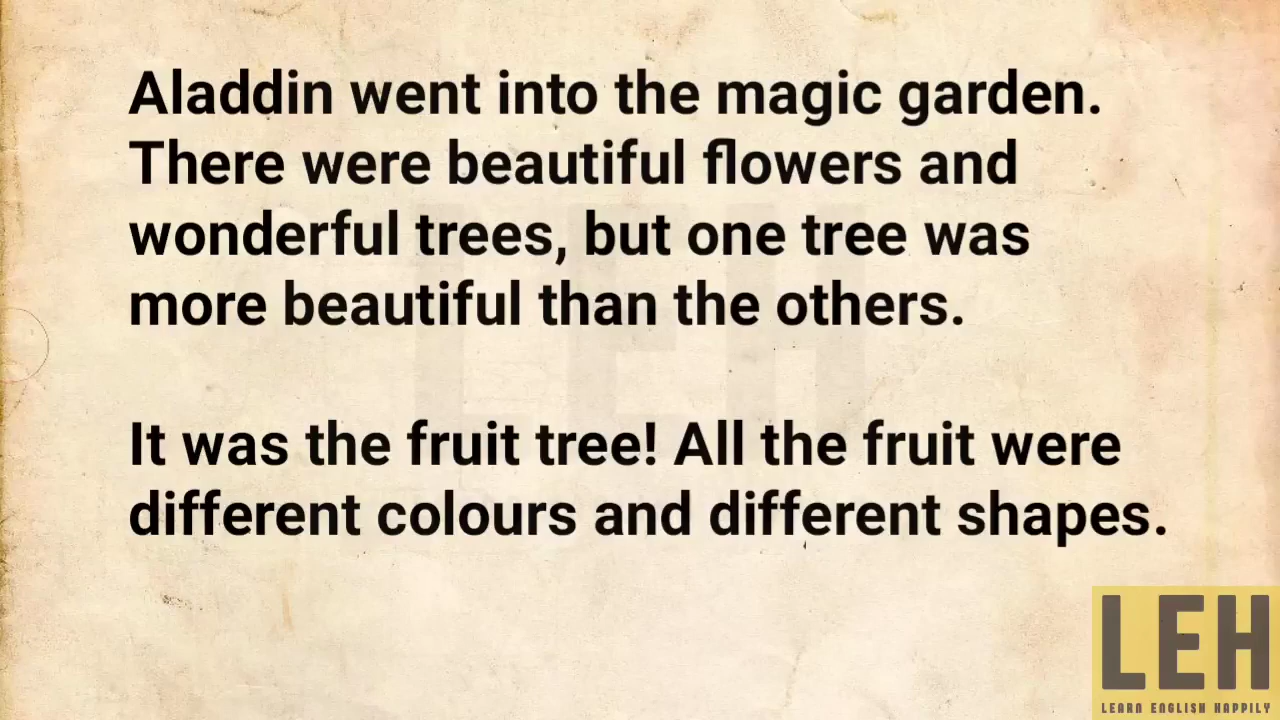 Aladdin went into the magic garden.
There were beautiful flowers and
wonderful trees, but one tree was
more beautiful than the others.
It was the fruit tree! All the fruit were
different colours and different shapes.
LEH
LEH
LEARN ENGLISH HAPPILY